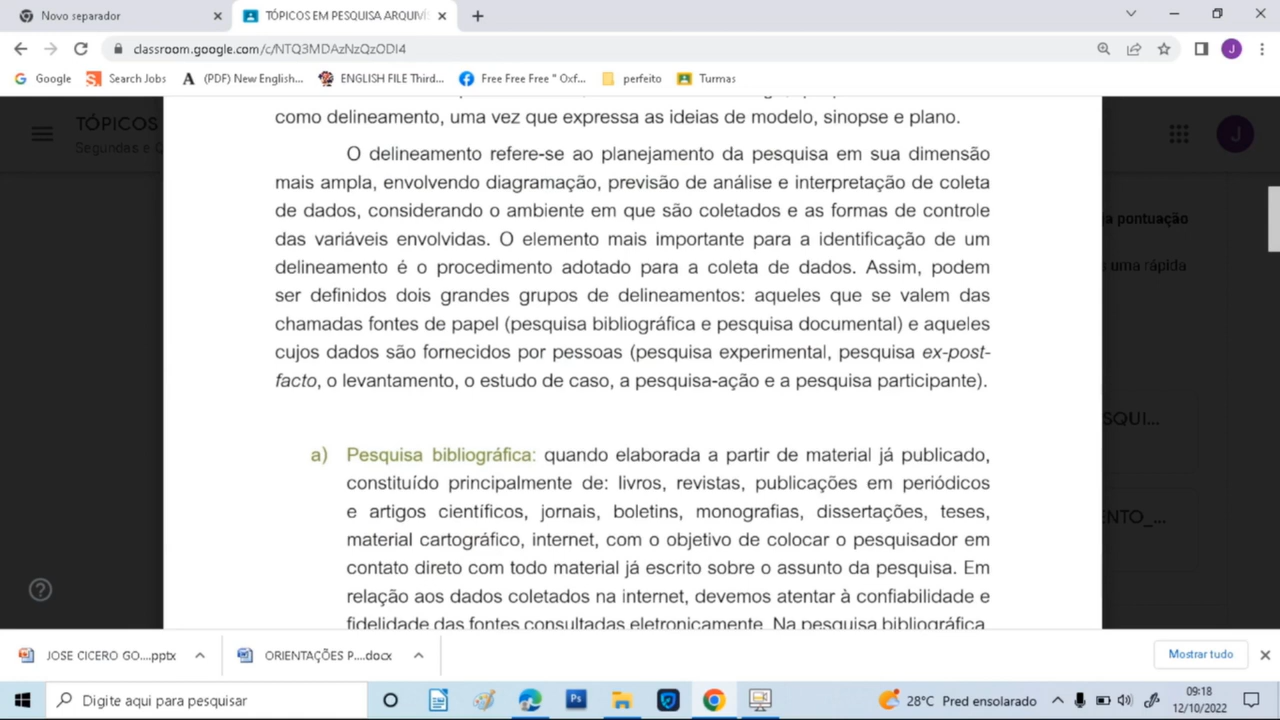 Novo separador
TÓPICOS EM PESQUISA ARQUIVÍS
classroom.google.com/c/NTQ3MDAzNzQzODI4
J
Google
Search Jobs
(PDF) New English...
ENGLISH FILE Third...
Free Free Free " Oxf...
perfeito
Turmas
TÓPICOS
Segundas e
J
como delineamento, uma vez que expressa as ideias de modelo, sinopse e plano.
O delineamento refere-se ao planejamento da pesquisa em sua dimensão
mais ampla, envolvendo diagramação, previsão de análise e interpretação de coleta
de dados, considerando o ambiente em que são coletados e as formas de controle
das variáveis envolvidas. O elemento mais importante para a identificação de um
delineamento é o procedimento adotado para a coleta de dados. Assim, podem
ser definidos dois grandes grupos de delineamentos: aqueles que se valem das
chamadas fontes de papel (pesquisa bibliográfica e pesquisa documental) e aqueles
cujos dados são fornecidos por pessoas (pesquisa experimental, pesquisa ex-post-
facto, o levantamento, o estudo de caso, a pesquisa-ação e a pesquisa participante).
a) Pesquisa bibliográfica: quando elaborada a partir de material já publicado,
constituído principalmente de: livros, revistas, publicações em periódicos
e artigos científicos, jornais, boletins, monografias, dissertações, teses,
material cartográfico, internet, com o objetivo de colocar o pesquisador em
contato direto com todo material já escrito sobre o assunto da pesquisa. Em
relação aos dados coletados na internet, devemos atentar à confiabilidade e
fidelidade das fontes consultadas eletronicamente. Na pesquisa bibliográfica,
a pontuação
s uma rápida
SQUI...
ENTO_...
JOSE CICERO GO....pptx
ORIENTAÇÕES P....docx
Mostrar tudo
Digite aqui para pesquisar
28°C Pred ensolarado
09:18
12/10/2022